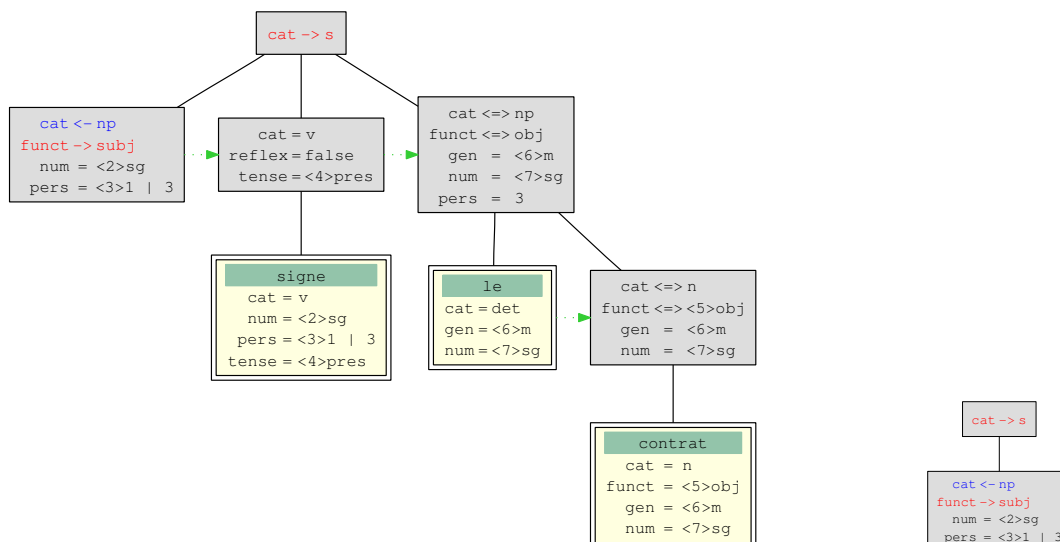 cat -> s
cat <- np
funct -> subj
num = <2>sg
pers = <3>1 | 3
cat = v
reflex = false
tense = <4>pres
cat <=> np
funct <=> obj
gen = <6>m
num = <7>sg
pers = 3
signe
cat = v
num = <2>sg
pers = <3>1 | 3
tense = <4>pres
le
cat = det
gen = <6>m
num = <7>sg
cat <=> n
funct <=> <5>obj
gen = <6>m
num = <7>sg
contrat
cat = n
funct = <5>obj
gen = <6>m
num = <7>sg
cat -> s
cat <- np
funct -> subj
num = <2>sg
pers = <3>1 | 3